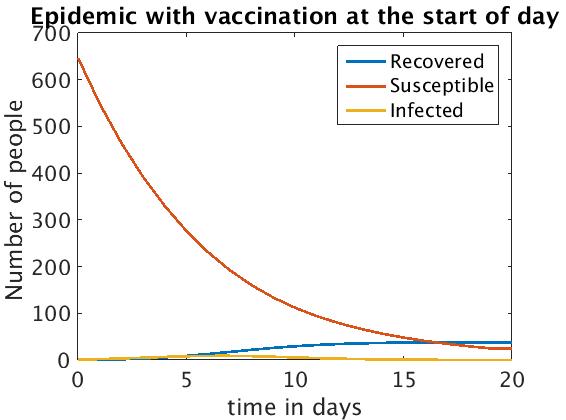 Epidemic with vaccination at the start of day
700
600
500
400
300
200
100
0
Number of people
Recovered
Susceptible
Infected
0 5 10 15 20
time in days